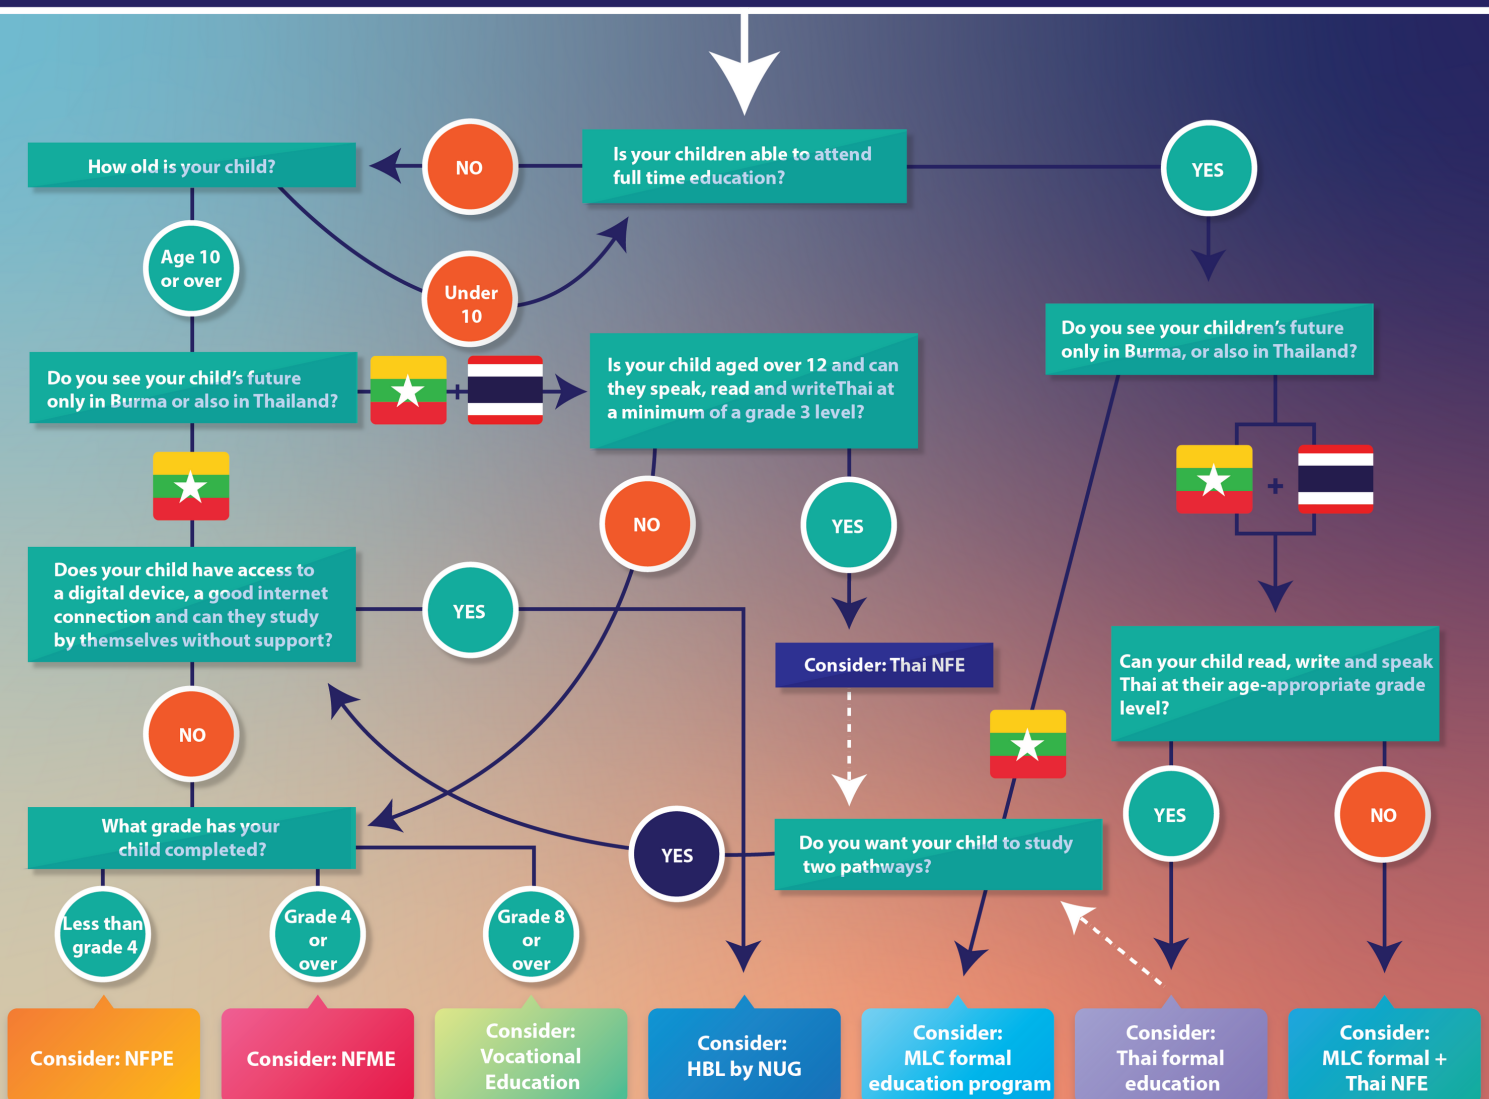 Is your children able to attend
full time education?
NO
YES
How old is your child?
Age 10
or over
Under
10
Do you see your child's future
only in Burma or also in Thailand?
+
Is your child aged over 12 and can
they speak, read and writeThai at
a minimum of a grade 3 level?
Do you see your children's future
only in Burma, or also in Thailand?
+
NO
YES
Does your child have access to
a digital device, a good internet
connection and can they study
by themselves without support?
YES
Consider: Thai NFE
Can your child read, write and speak
Thai at their age-appropriate grade
level?
NO
YES
NO
What grade has your
child completed?
YES
Do you want your child to study
two pathways?
Less than
grade 4
Grade 4
or
over
Grade 8
or
over
Consider: NFPE
Consider: NFME
Consider:
Vocational
Education
Consider:
HBL by NUG
Consider:
MLC formal
education program
Consider:
Thai formal
education
Consider:
MLC formal +
Thai NFE